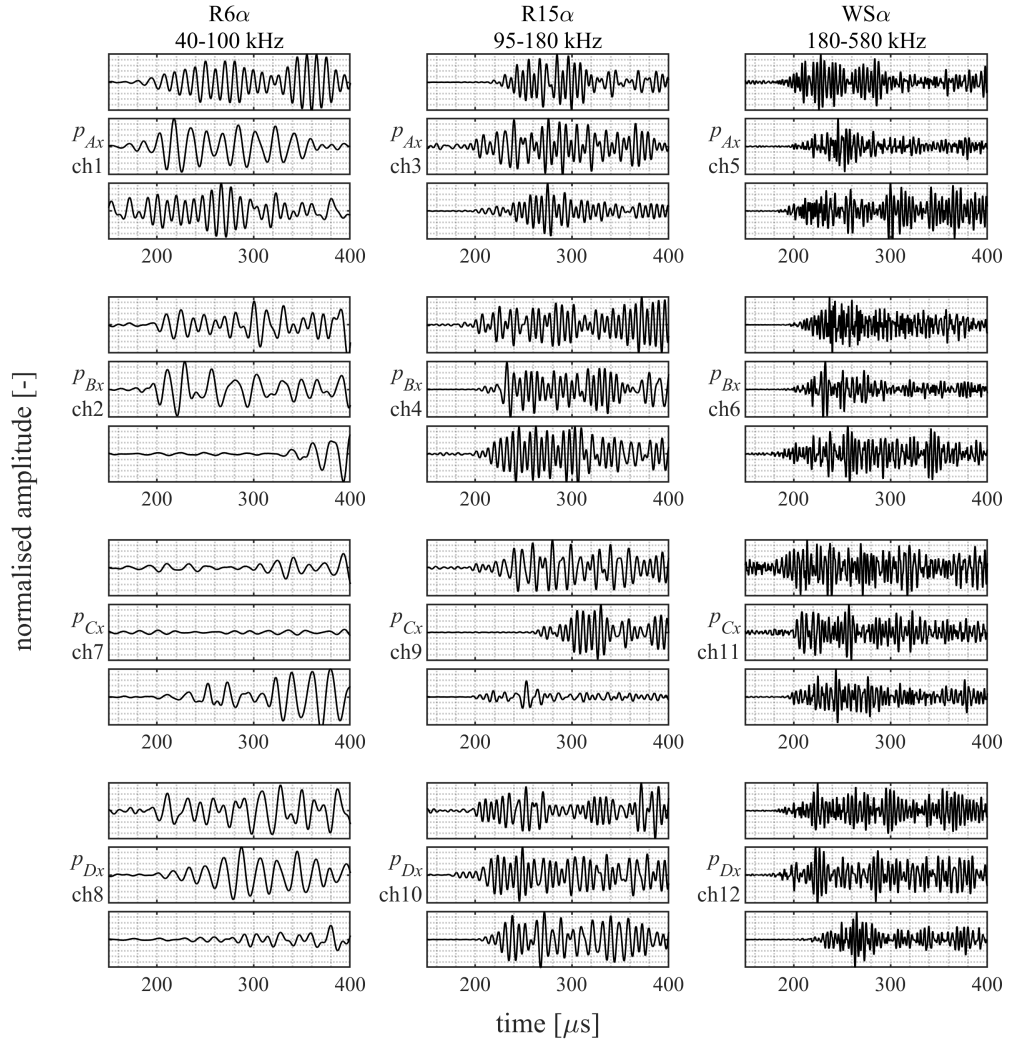 R6α R15α WSα
40-100 kHz 95-180 kHz 180-580 kHz
p_Ax p_Ax p_Ax
ch1 ch3 ch5
200 300 400 200 300 400 200 300 400
p_Bx p_Bx p_Bx
ch2 ch4 ch6
200 300 400 200 300 400 200 300 400
normalised amplitude [-]
p_Cx p_Cx p_Cx
ch7 ch9 ch11
200 300 400 200 300 400 200 300 400
p_Dx p_Dx p_Dx
ch8 ch10 ch12
200 300 400 200 300 400 200 300 400
time [μs]